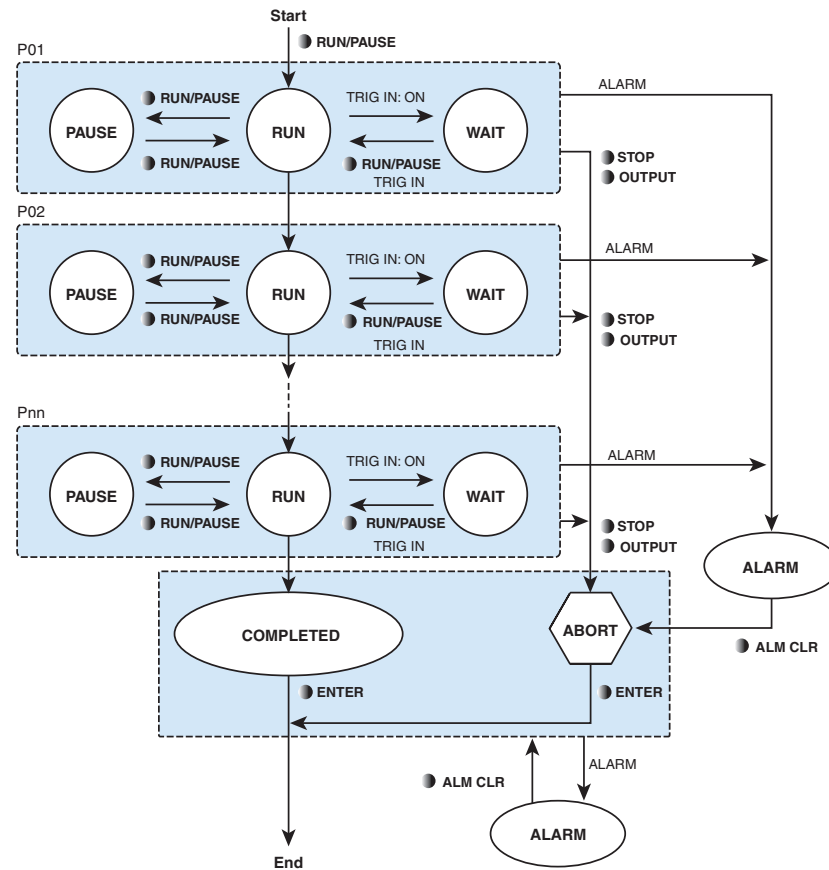 Start
RUN/PAUSE
P01
RUN/PAUSE
TRIG IN: ON
ALARM
PAUSE
RUN
WAIT
RUN/PAUSE
RUN/PAUSE
TRIG IN
STOP
OUTPUT
P02
RUN/PAUSE
TRIG IN: ON
ALARM
PAUSE
RUN
WAIT
RUN/PAUSE
RUN/PAUSE
TRIG IN
STOP
OUTPUT
Pnn
RUN/PAUSE
TRIG IN: ON
ALARM
PAUSE
RUN
WAIT
RUN/PAUSE
RUN/PAUSE
TRIG IN
STOP
OUTPUT
ALARM
COMPLETED
ABORT
ALM CLR
ENTER
ENTER
ALM CLR
ALARM
ALARM
End